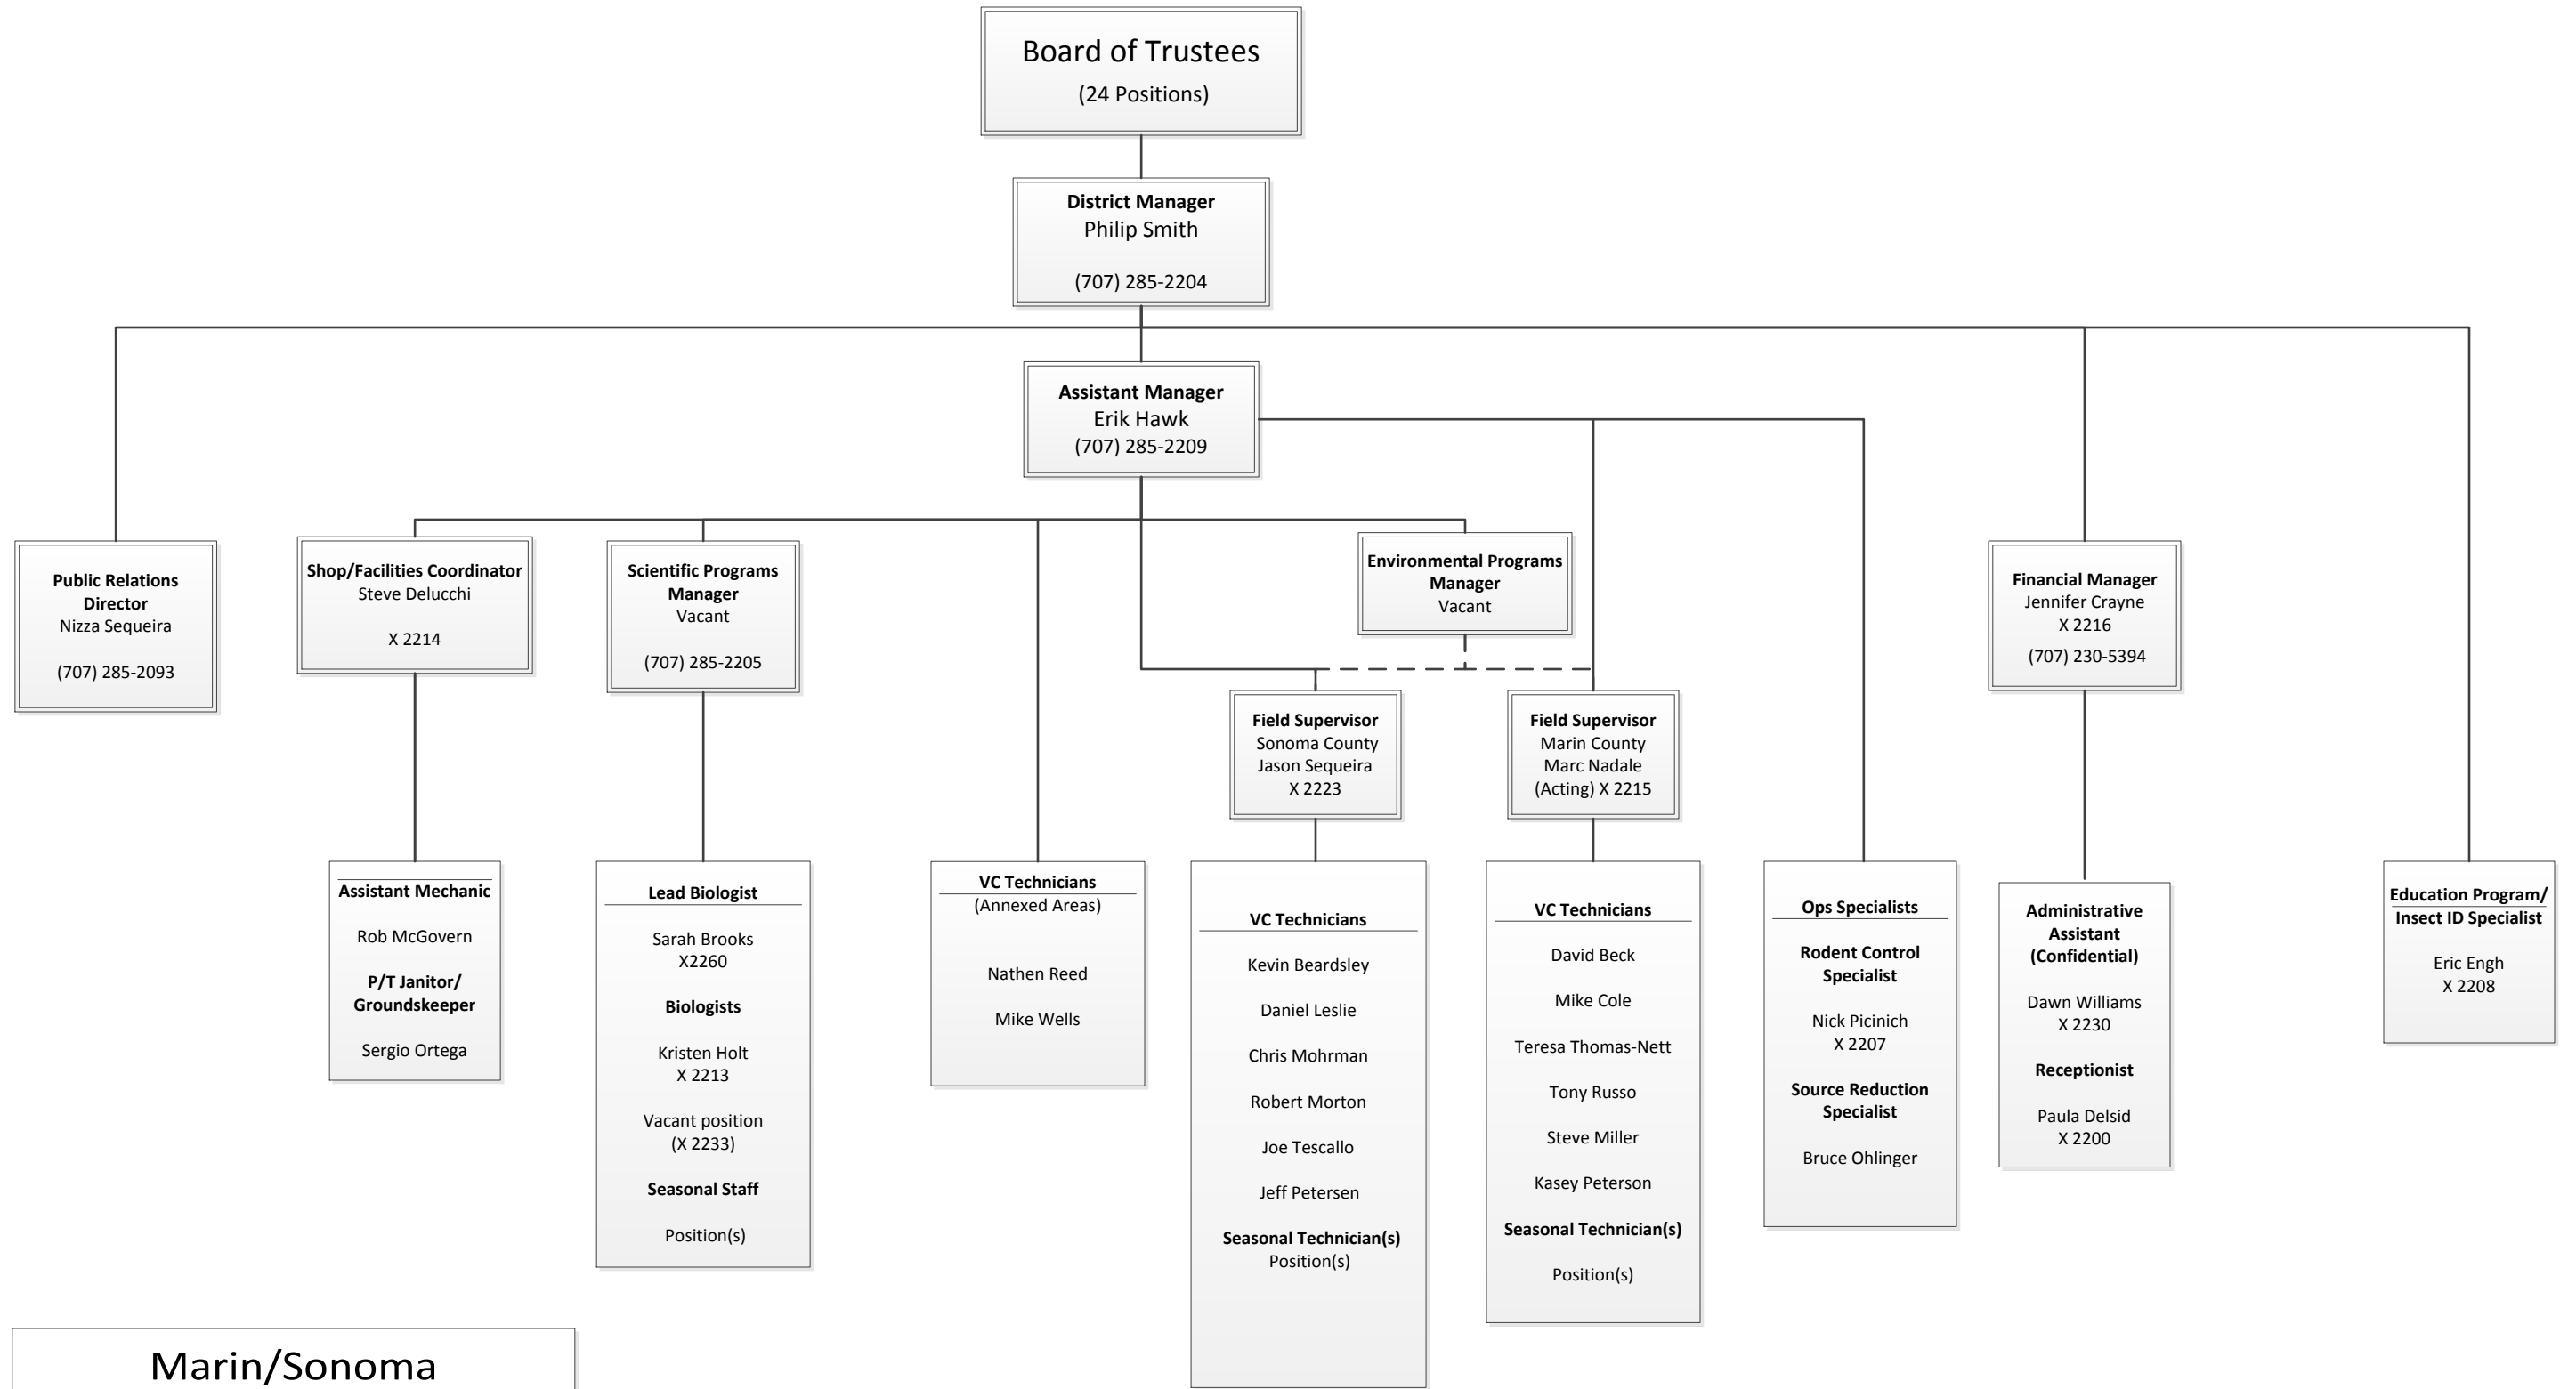 Board of Trustees
(24 Positions)
District Manager
Philip Smith
(707) 285-2204
Assistant Manager
Erik Hawk
(707) 285-2209
Public Relations
Director
Nizza Sequeira
(707) 285-2093
Shop/Facilities Coordinator
Steve Delucchi
X 2214
Scientific Programs
Manager
Vacant
(707) 285-2205
Environmental Programs
Manager
Vacant
Financial Manager
Jennifer Crayne
X 2216
(707) 230-5394
Field Supervisor
Sonoma County
Jason Sequeira
X 2223
Field Supervisor
Marin County
Marc Nadale
(Acting) X 2215
Assistant Mechanic
Rob McGovern
P/T Janitor/
Groundskeeper
Sergio Ortega
Lead Biologist
Sarah Brooks
X2260
Biologists
Kristen Holt
X 2213
Vacant position
(X 2233)
Seasonal Staff
Position(s)
VC Technicians
(Annexed Areas)
Nathen Reed
Mike Wells
VC Technicians
Kevin Beardsley
Daniel Leslie
Chris Mohrman
Robert Morton
Joe Tescallo
Jeff Petersen
Seasonal Technician(s)
Position(s)
VC Technicians
David Beck
Mike Cole
Teresa Thomas-Nett
Tony Russo
Steve Miller
Kasey Peterson
Seasonal Technician(s)
Position(s)
Ops Specialists
Rodent Control
Specialist
Nick Picinich
X 2207
Source Reduction
Specialist
Bruce Ohlinger
Administrative
Assistant
(Confidential)
Dawn Williams
X 2230
Receptionist
Paula Delsid
X 2200
Education Program/
Insect ID Specialist
Eric Engh
X 2208
Marin/Sonoma